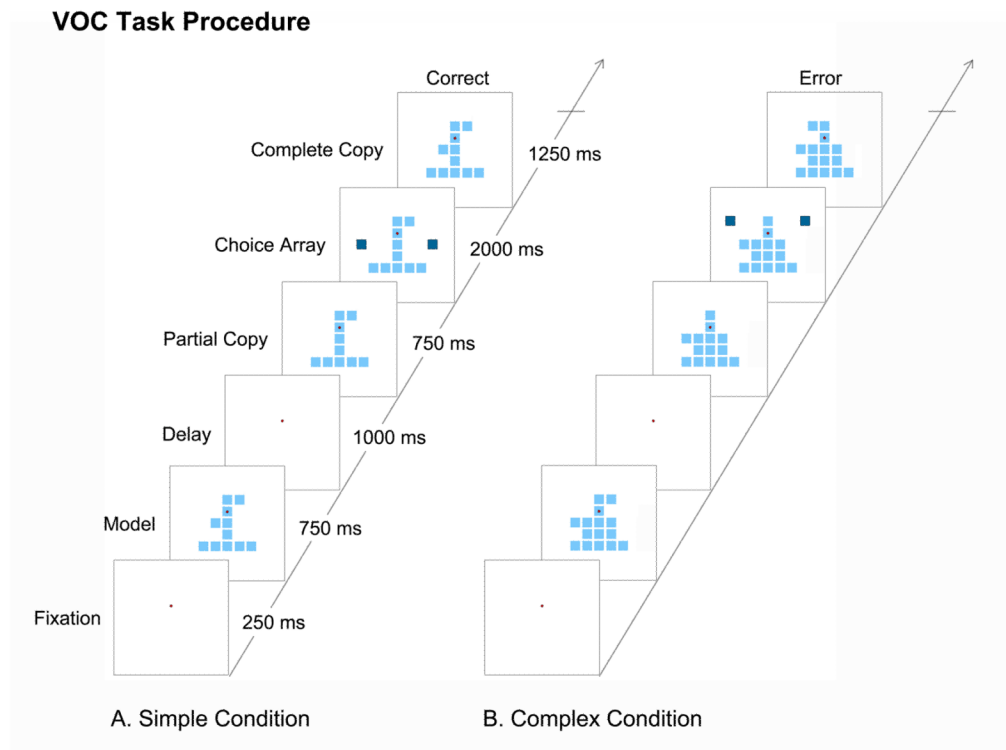 VOC Task Procedure
Correct
Error
Complete Copy
1250 ms
Choice Array
2000 ms
Partial Copy
750 ms
Delay
1000 ms
Model
750 ms
Fixation
250 ms
A. Simple Condition
B. Complex Condition